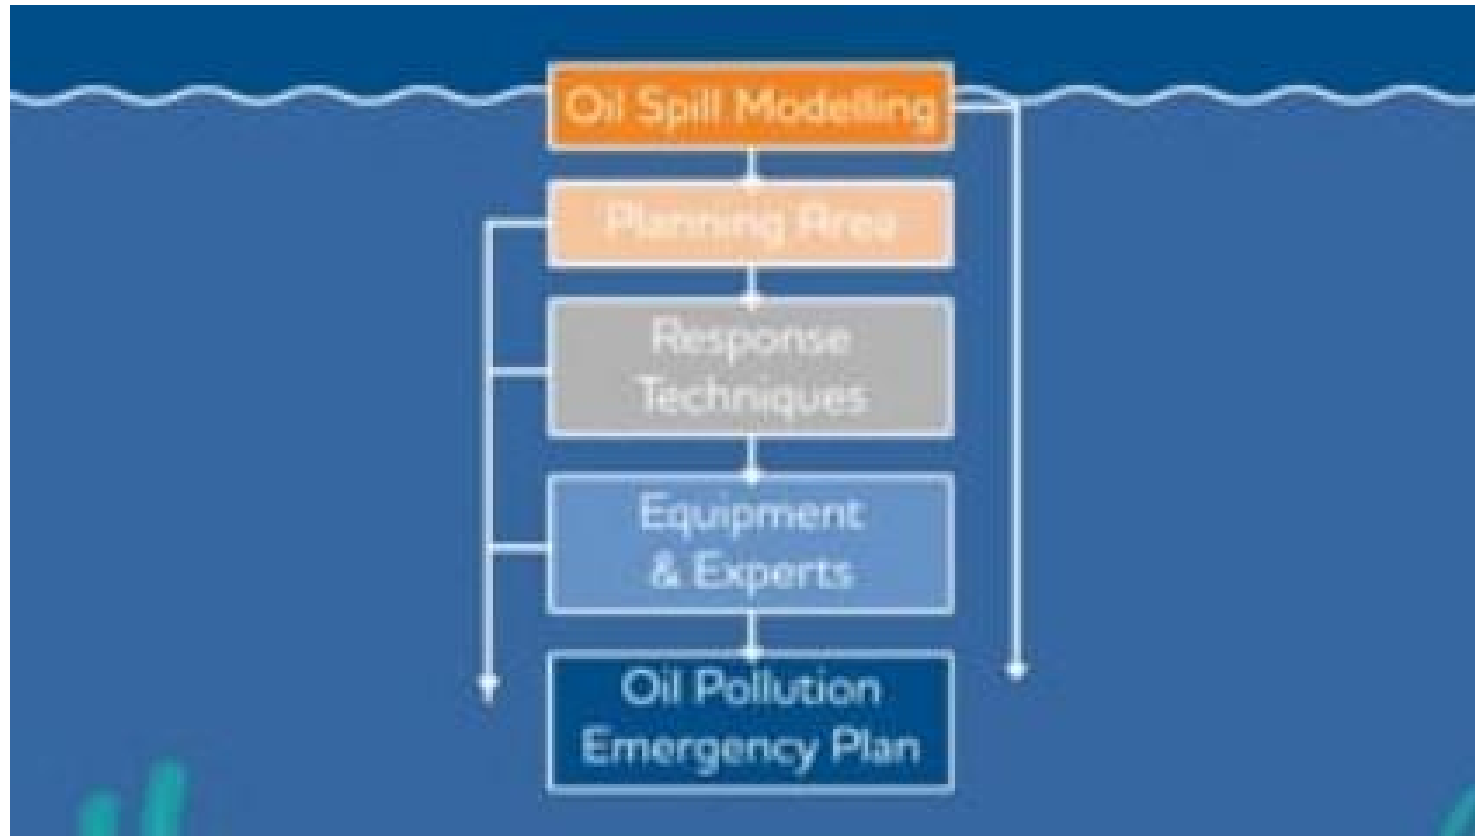 Oil Spill Modelling
Planning Area
Response
Techniques
Equipment
& Experts
Oil Pollution
Emergency Plan